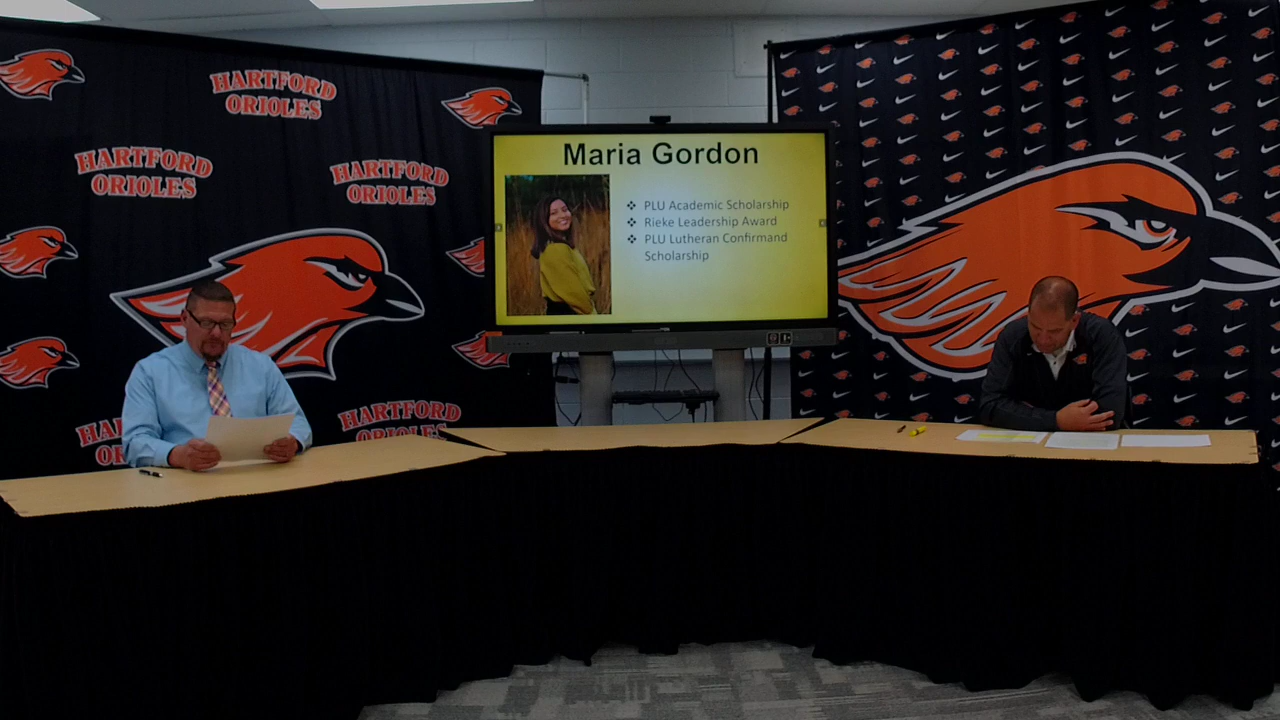 HARTFORD
ORIOLES
HARTFORD
ORIOLES
HARTFORD
ORIOLES
Maria Gordon
❖ PLU Academic Scholarship
❖ Rieke Leadership Award
❖ PLU Lutheran Confirmand
Scholarship
HARTFORD
ORIOLES